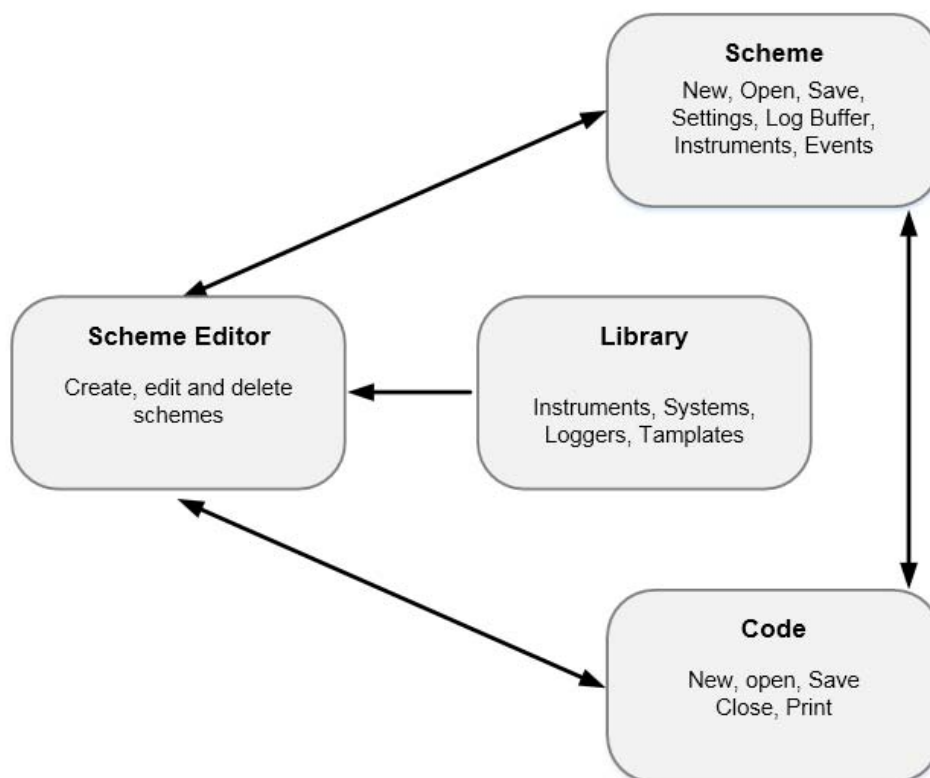 Scheme
New, Open, Save,
Settings, Log Buffer,
Instruments, Events
Scheme Editor
Create, edit and delete
schemes
Library
Instruments, Systems,
Loggers, Tamplates
Code
New, open, Save
Close, Print